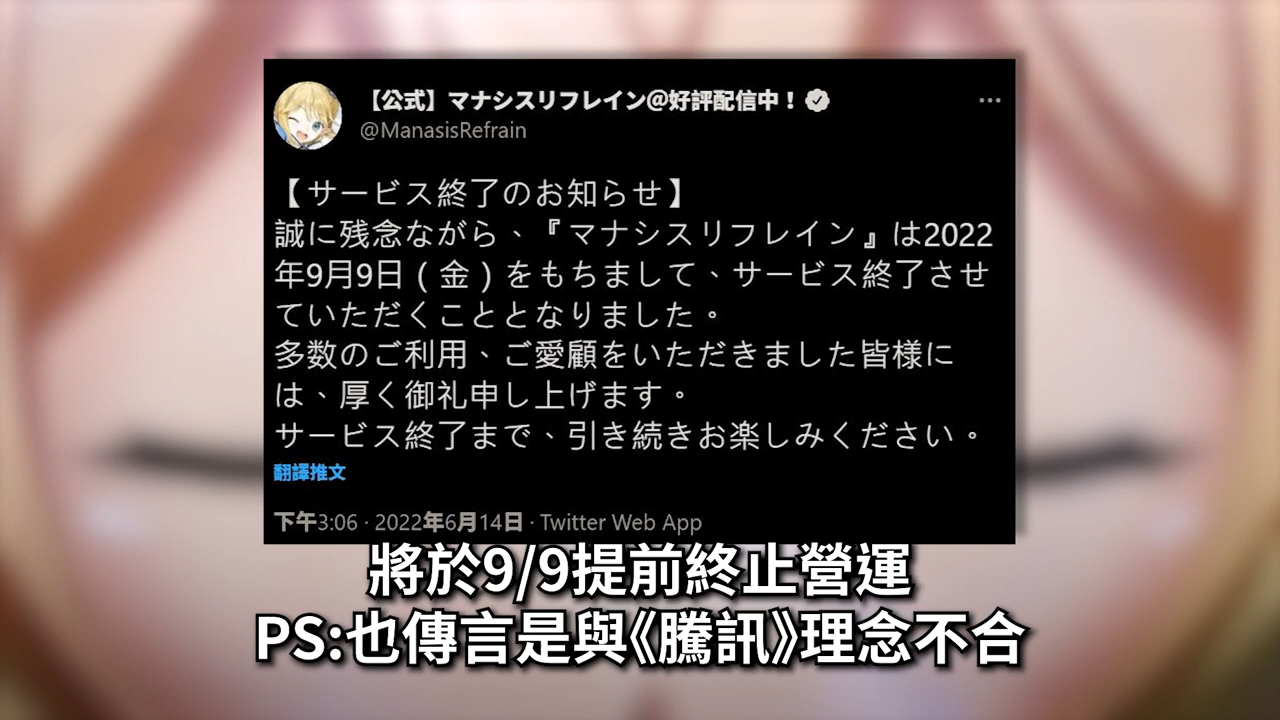 【公式】マナシスリフレイン@好評配信中！
@ManasisRefrain
【サービス終了のお知らせ】
誠に残念ながら、『マナシスリフレイン』は2022
年9月9日（金）をもちまして、サービス終了させ
ていただくこととなりました。
多数のご利用、ご愛顧をいただきました皆様に
は、厚く御礼申し上げます。
サービス終了まで、引き続きお楽しみください。
翻譯推文
下午3:06 · 2022年6月14日 · Twitter Web App
將於9/9提前終止營運
PS:也傳言是與《騰訊》理念不合